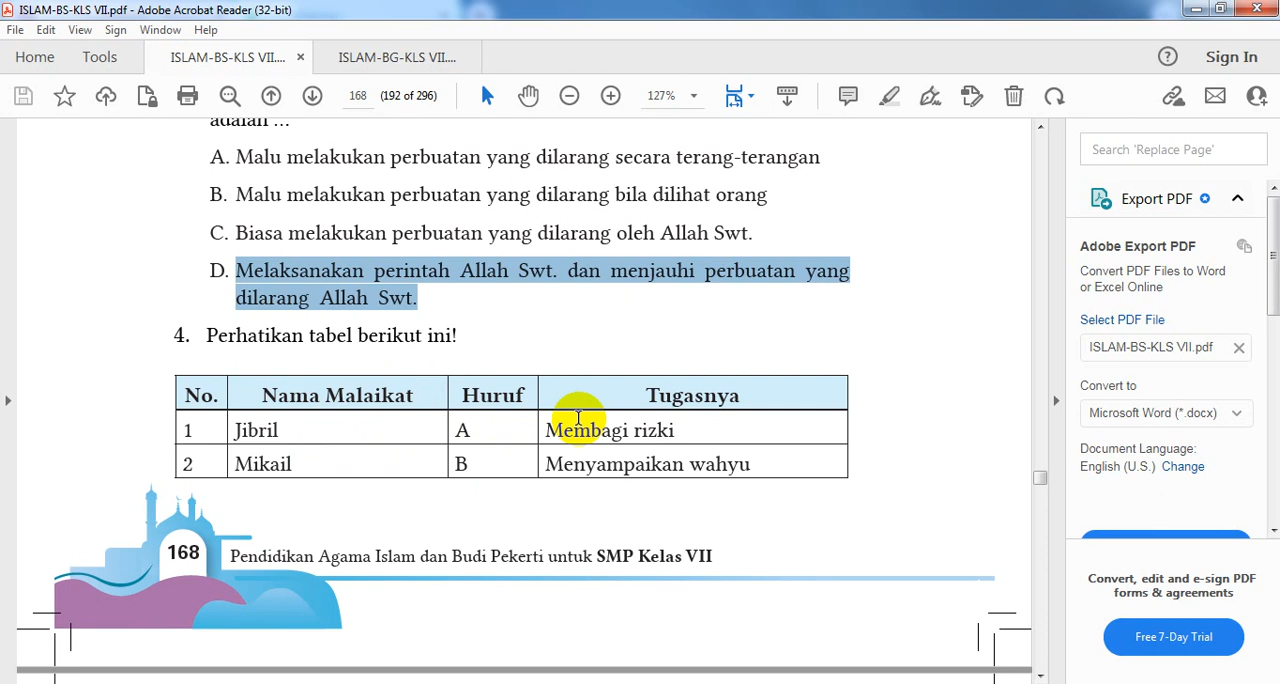 ISLAM-BS-KLS VII.pdf - Adobe Acrobat Reader (32-bit)
File Edit View Sign Window Help
Home Tools ISLAM-BS-KLS VII.... × ISLAM-BG-KLS VII.... Sign In
168 (192 of 296) 127%
adalah ...
A. Malu melakukan perbuatan yang dilarang secara terang-terangan
B. Malu melakukan perbuatan yang dilarang bila dilihat orang
C. Biasa melakukan perbuatan yang dilarang oleh Allah Swt.
D. Melaksanakan perintah Allah Swt. dan menjauhi perbuatan yang
dilarang Allah Swt.
4. Perhatikan tabel berikut ini!
No. Nama Malaikat Huruf Tugasnya
1 Jibril A Membagi rizki
2 Mikail B Menyampaikan wahyu
168 Pendidikan Agama Islam dan Budi Pekerti untuk SMP Kelas VII
Search 'Replace Page'
Export PDF
Adobe Export PDF
Convert PDF Files to Word
or Excel Online
Select PDF File
ISLAM-BS-KLS VII.pdf
Convert to
Microsoft Word (*.docx)
Document Language:
English (U.S.) Change
Convert, edit and e-sign PDF
forms & agreements
Free 7-Day Trial